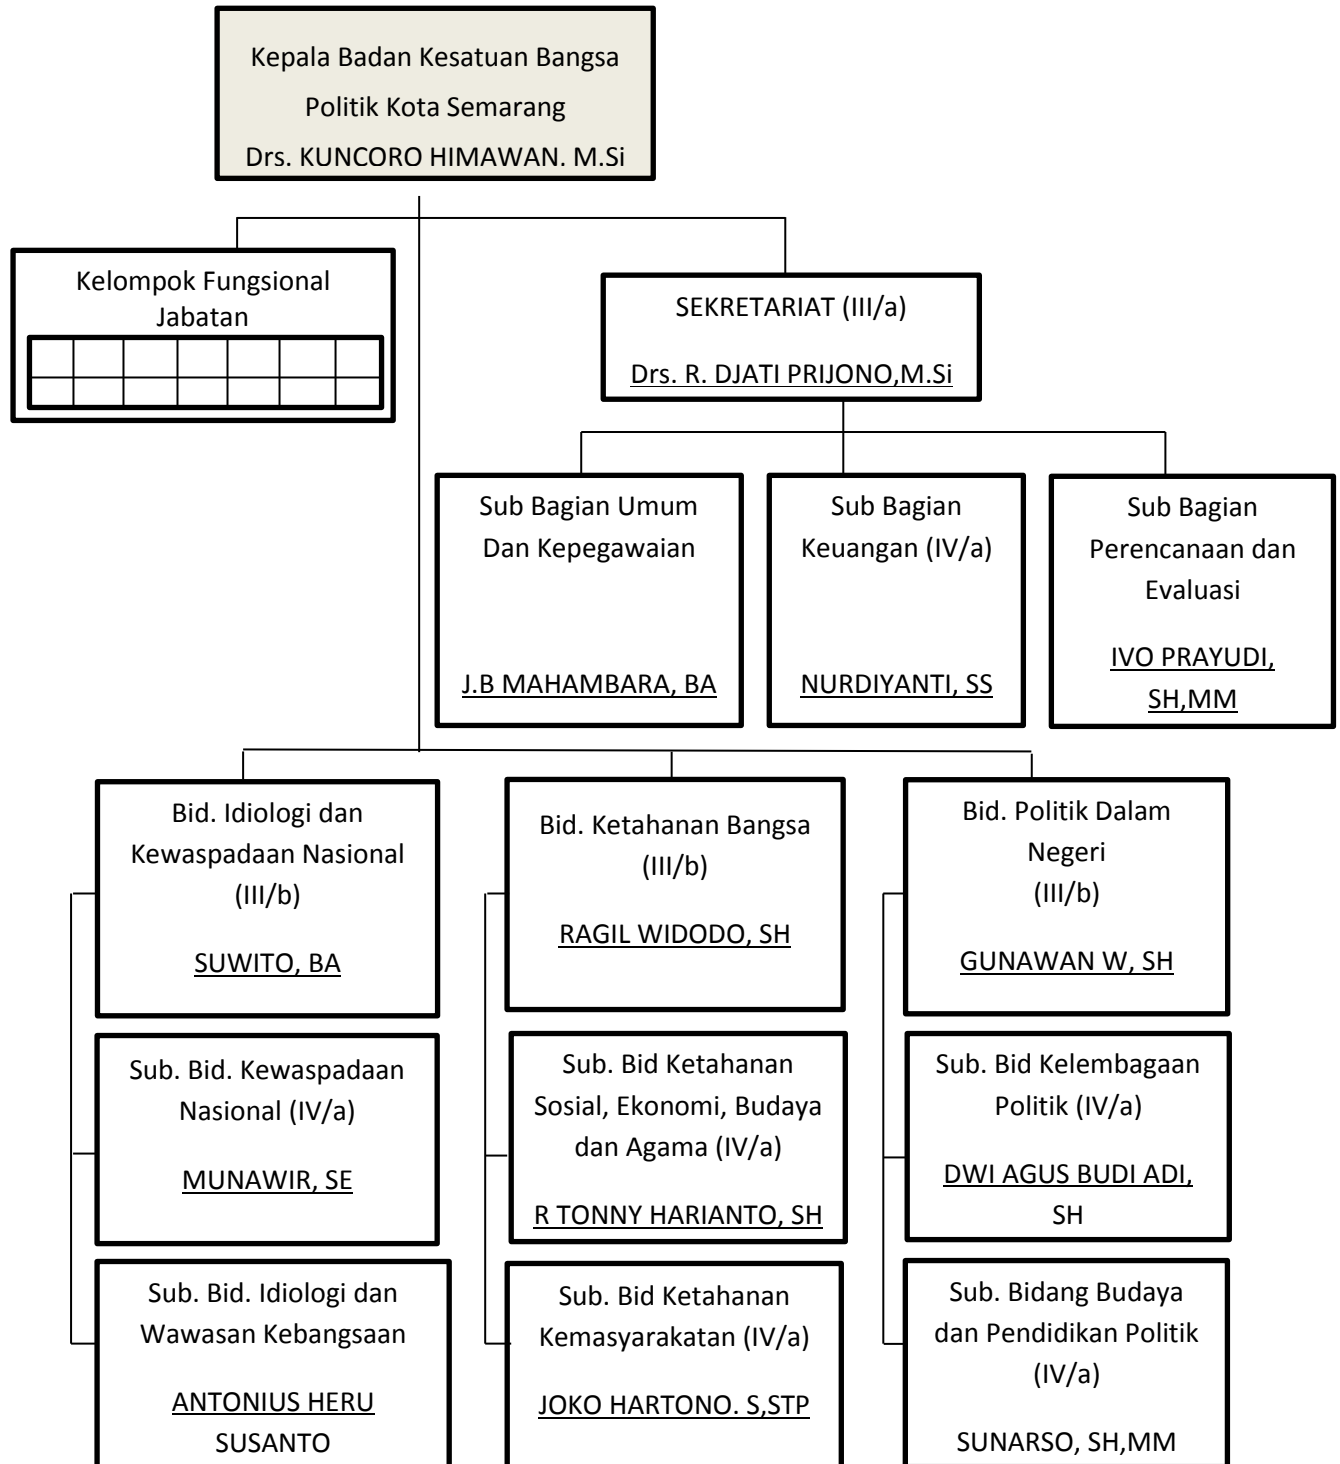 Kepala Badan Kesatuan Bangsa
Politik Kota Semarang
Drs. KUNCORO HIMAWAN. M.Si
Kelompok Fungsional
Jabatan
SEKRETARIAT (III/a)
Drs. R. DJATI PRIJONO,M.Si
Sub Bagian Umum
Dan Kepegawaian
J.B MAHAMBARA, BA
Sub Bagian
Keuangan (IV/a)
NURDIYANTI, SS
Sub Bagian
Perencanaan dan
Evaluasi
IVO PRAYUDI,
SH,MM
Bid. Idiologi dan
Kewaspadaan Nasional
(III/b)
SUWITO, BA
Bid. Ketahanan Bangsa
(III/b)
RAGIL WIDODO, SH
Bid. Politik Dalam
Negeri
(III/b)
GUNAWAN W, SH
Sub. Bid. Kewaspadaan
Nasional (IV/a)
MUNAWIR, SE
Sub. Bid Ketahanan
Sosial, Ekonomi, Budaya
dan Agama (IV/a)
R TONNY HARIANTO, SH
Sub. Bid Kelembagaan
Politik (IV/a)
DWI AGUS BUDI ADI,
SH
Sub. Bid. Idiologi dan
Wawasan Kebangsaan
ANTONIUS HERU
SUSANTO
Sub. Bid Ketahanan
Kemasyarakatan (IV/a)
JOKO HARTONO. S,STP
Sub. Bidang Budaya
dan Pendidikan Politik
(IV/a)
SUNARSO, SH,MM